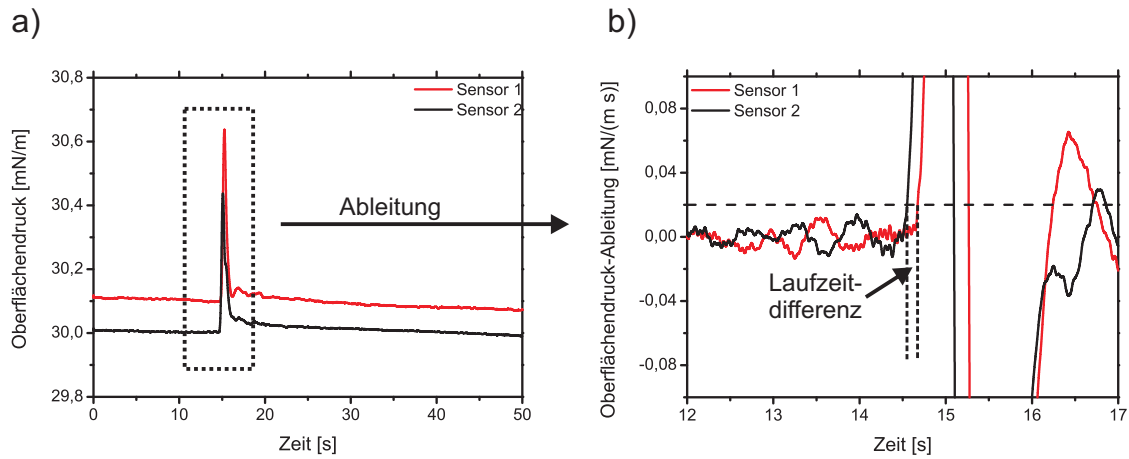 a)
Oberflächendruck [mN/m]
30,8
30,6
30,4
30,2
30,0
29,8
0
10
20
30
40
50
Zeit [s]
Sensor 1
Sensor 2
Ableitung
b)
Oberflächendruck-Ableitung [mN/(m s)]
0,08
0,04
0,00
-0,04
-0,08
12
13
14
15
16
17
Zeit [s]
Sensor 1
Sensor 2
Laufzeit-
differenz